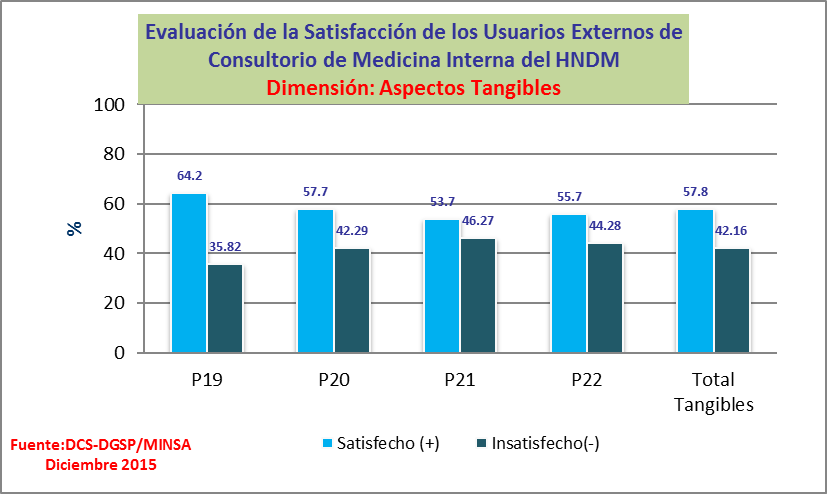 Evaluación de la Satisfacción de los Usuarios Externos de
Consultorio de Medicina Interna del HNDM
Dimensión: Aspectos Tangibles
100
80
60
40
20
0
%
64.2
35.82
57.7
42.29
53.7
46.27
55.7
44.28
57.8
42.16
P19
P20
P21
P22
Total
Tangibles
Satisfecho (+)
Insatisfecho(-)
Fuente:DCS-DGSP/MINSA
Diciembre 2015